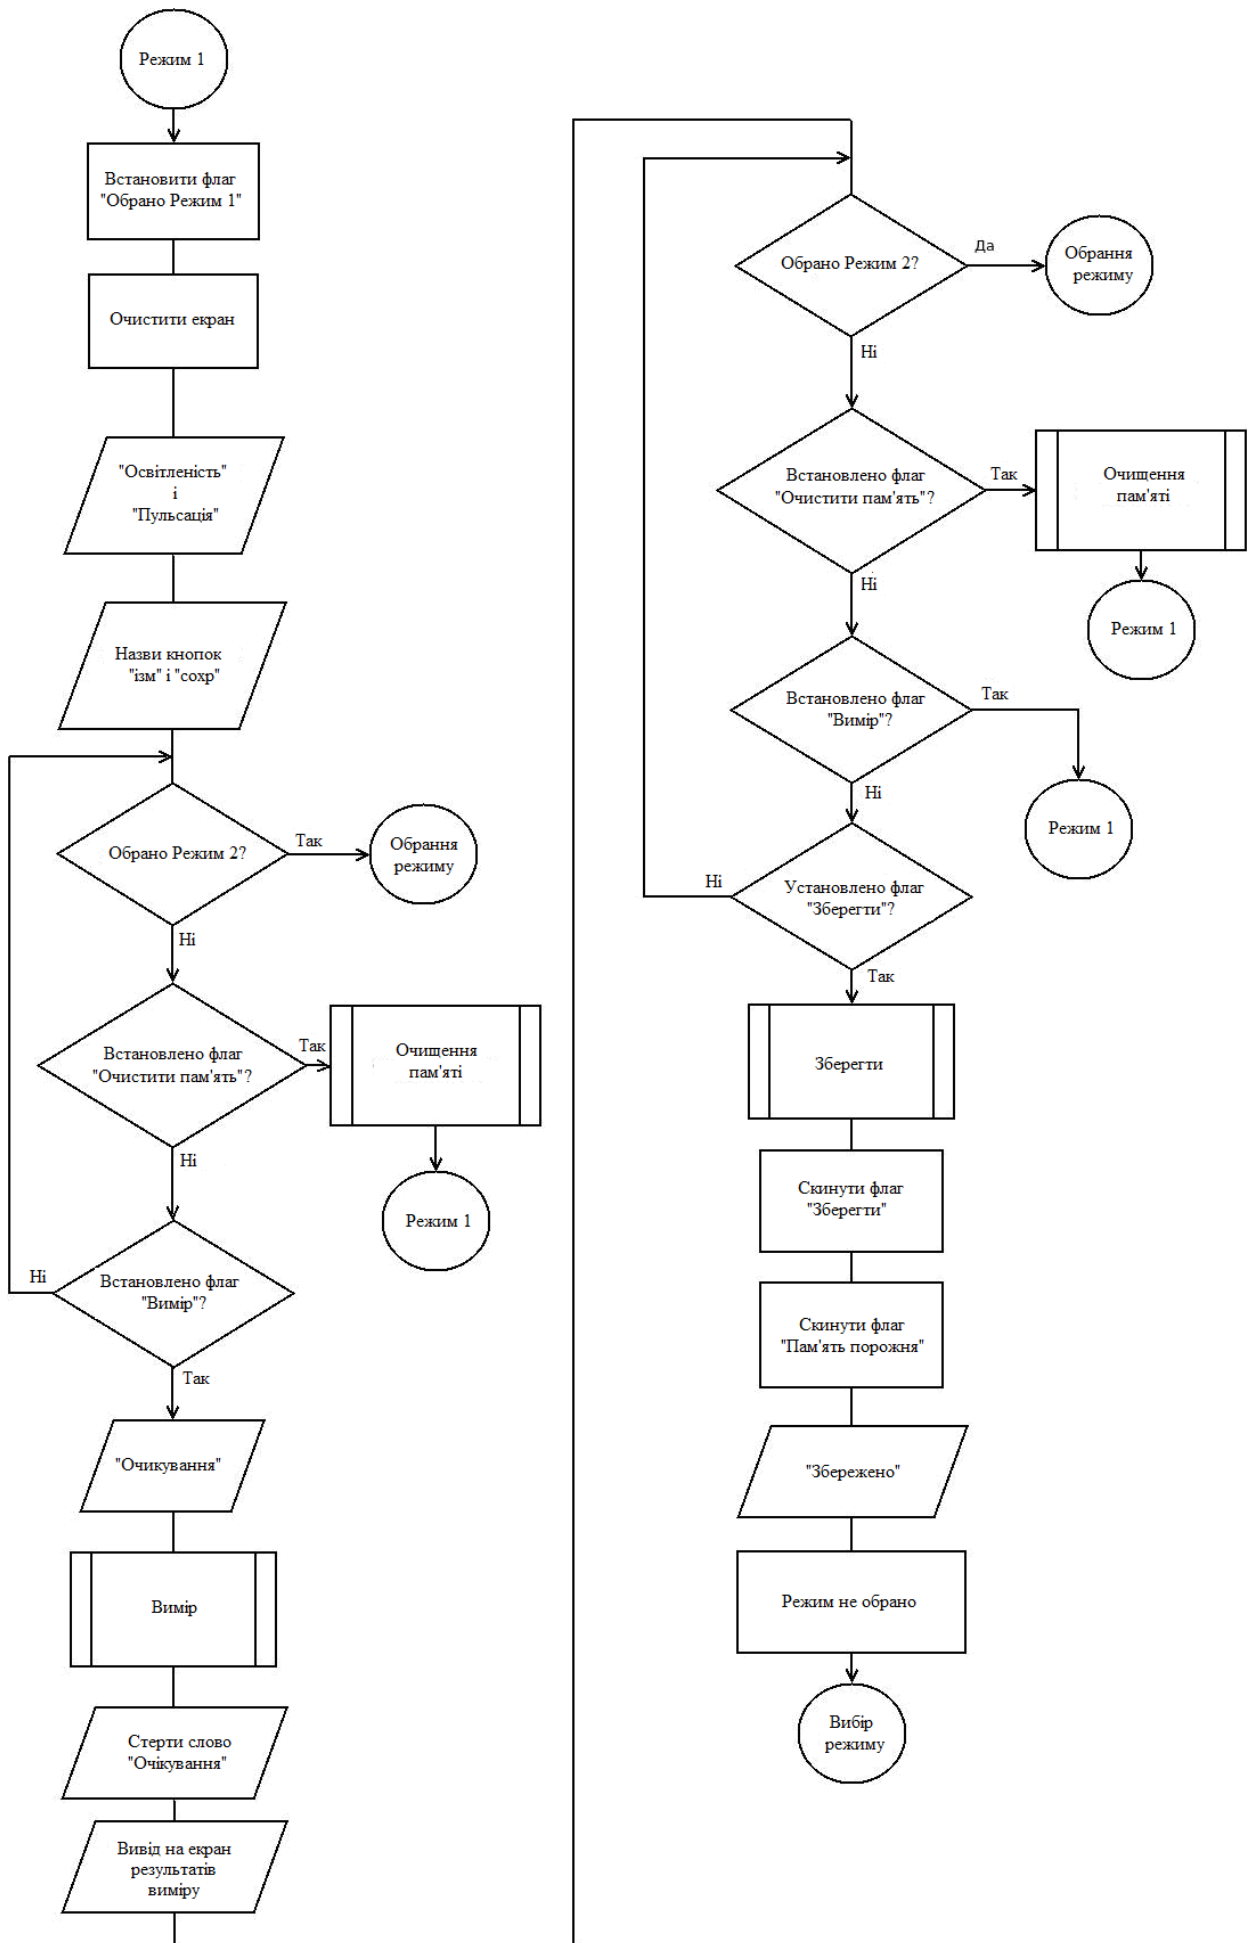 Режим 1
Встановити флаг
"Обрано Режим 1"
Очистити екран
"Освітленість"
і
"Пульсація"
Назви кнопок
"ізм" і "сохр"
Обрано Режим 2?
Так
Обрання
режиму
Ні
Встановлено флаг
"Очистити пам'ять"?
Так
Очищення
пам'яті
Режим 1
Ні
Встановлено флаг
"Вимір"?
Ні
Так
"Очикування"
Вимір
Стерти слово
"Очікування"
Вивід на екран
результатів
виміру
Обрано Режим 2?
Да
Обрання
режиму
Ні
Встановлено флаг
"Очистити пам'ять"?
Так
Очищення
пам'яті
Режим 1
Ні
Встановлено флаг
"Вимір"?
Так
Режим 1
Ні
Установлено флаг
"Зберегти"?
Ні
Так
Зберегти
Скинути флаг
"Зберегти"
Скинути флаг
"Пам'ять порожня"
"Збережено"
Режим не обрано
Вибір
режиму